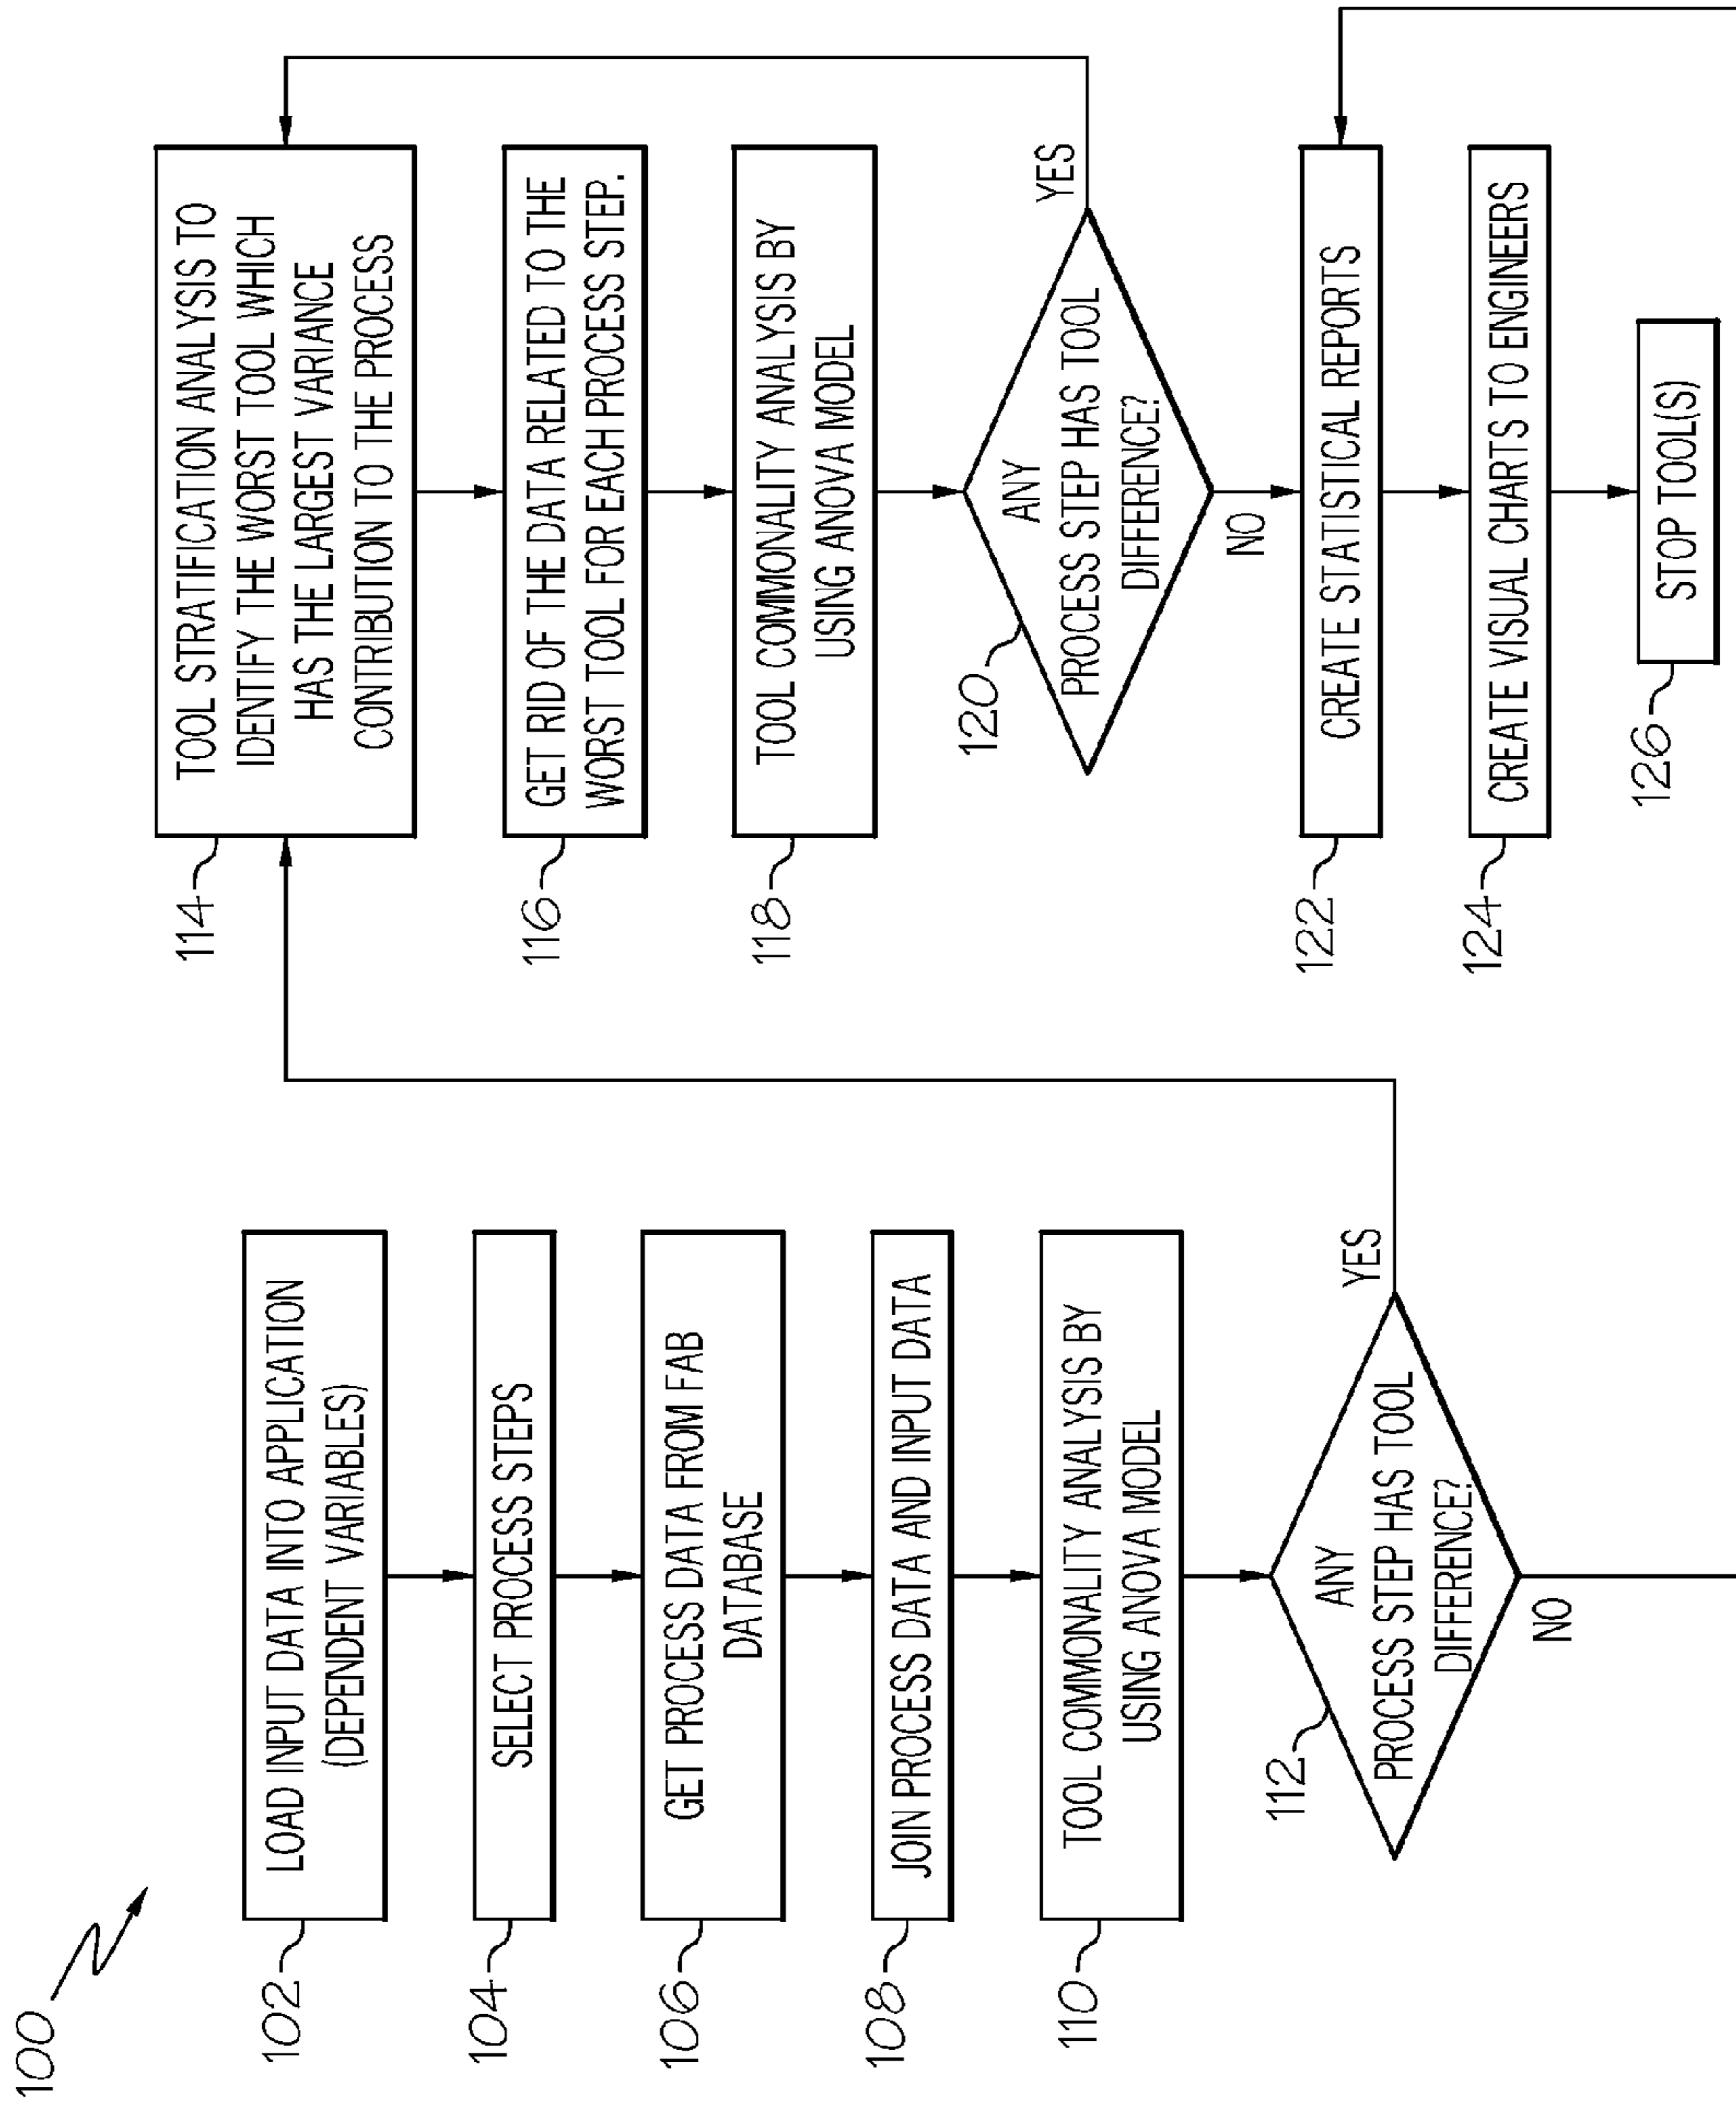 100
102
LOAD INPUT DATA INTO APPLICATION
(DEPENDENT VARIABLES)
104
SELECT PROCESS STEPS
106
GET PROCESS DATA FROM FAB
DATABASE
108
JOIN PROCESS DATA AND INPUT DATA
110
TOOL COMMONALITY ANALYSIS BY
USING ANOVA MODEL
112
ANY
PROCESS STEP HAS TOOL
DIFFERENCE?
YES
NO
114
TOOL STRATIFICATION ANALYSIS TO
IDENTIFY THE WORST TOOL WHICH
HAS THE LARGEST VARIANCE
CONTRIBUTION TO THE PROCESS
116
GET RID OF THE DATA RELATED TO THE
WORST TOOL FOR EACH PROCESS STEP.
118
TOOL COMMONALITY ANALYSIS BY
USING ANOVA MODEL
120
ANY
PROCESS STEP HAS TOOL
DIFFERENCE?
YES
NO
122
CREATE STATISTICAL REPORTS
124
CREATE VISUAL CHARTS TO ENGINEERS
126
STOP TOOL(S)